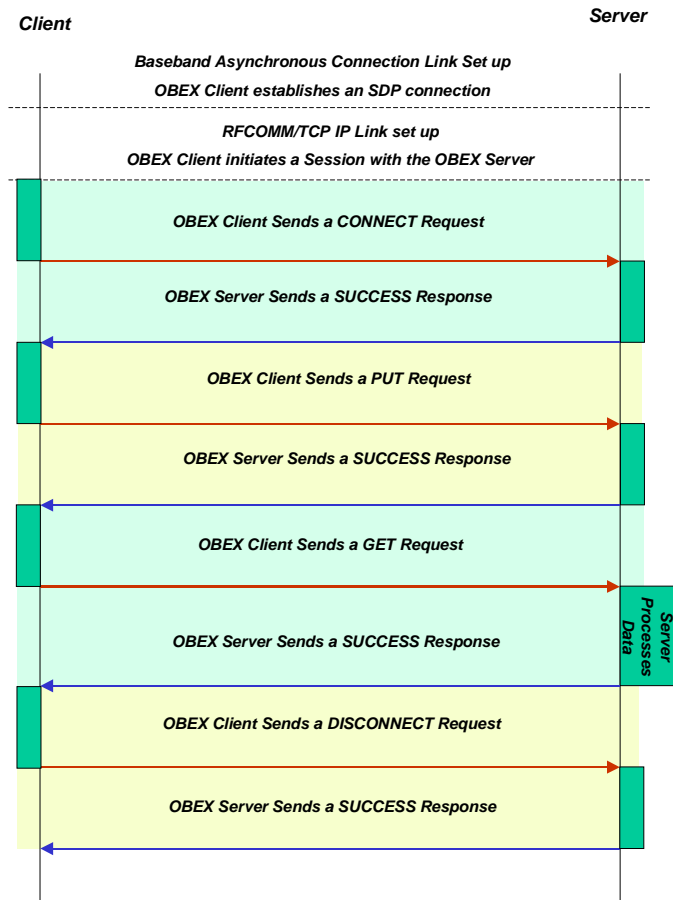 Client
Server
Baseband Asynchronous Connection Link Set up
OBEX Client establishes an SDP connection
RFCOMM/TCP IP Link set up
OBEX Client initiates a Session with the OBEX Server
OBEX Client Sends a CONNECT Request
OBEX Server Sends a SUCCESS Response
OBEX Client Sends a PUT Request
OBEX Server Sends a SUCCESS Response
OBEX Client Sends a GET Request
Server
Processes
Data
OBEX Server Sends a SUCCESS Response
OBEX Client Sends a DISCONNECT Request
OBEX Server Sends a SUCCESS Response